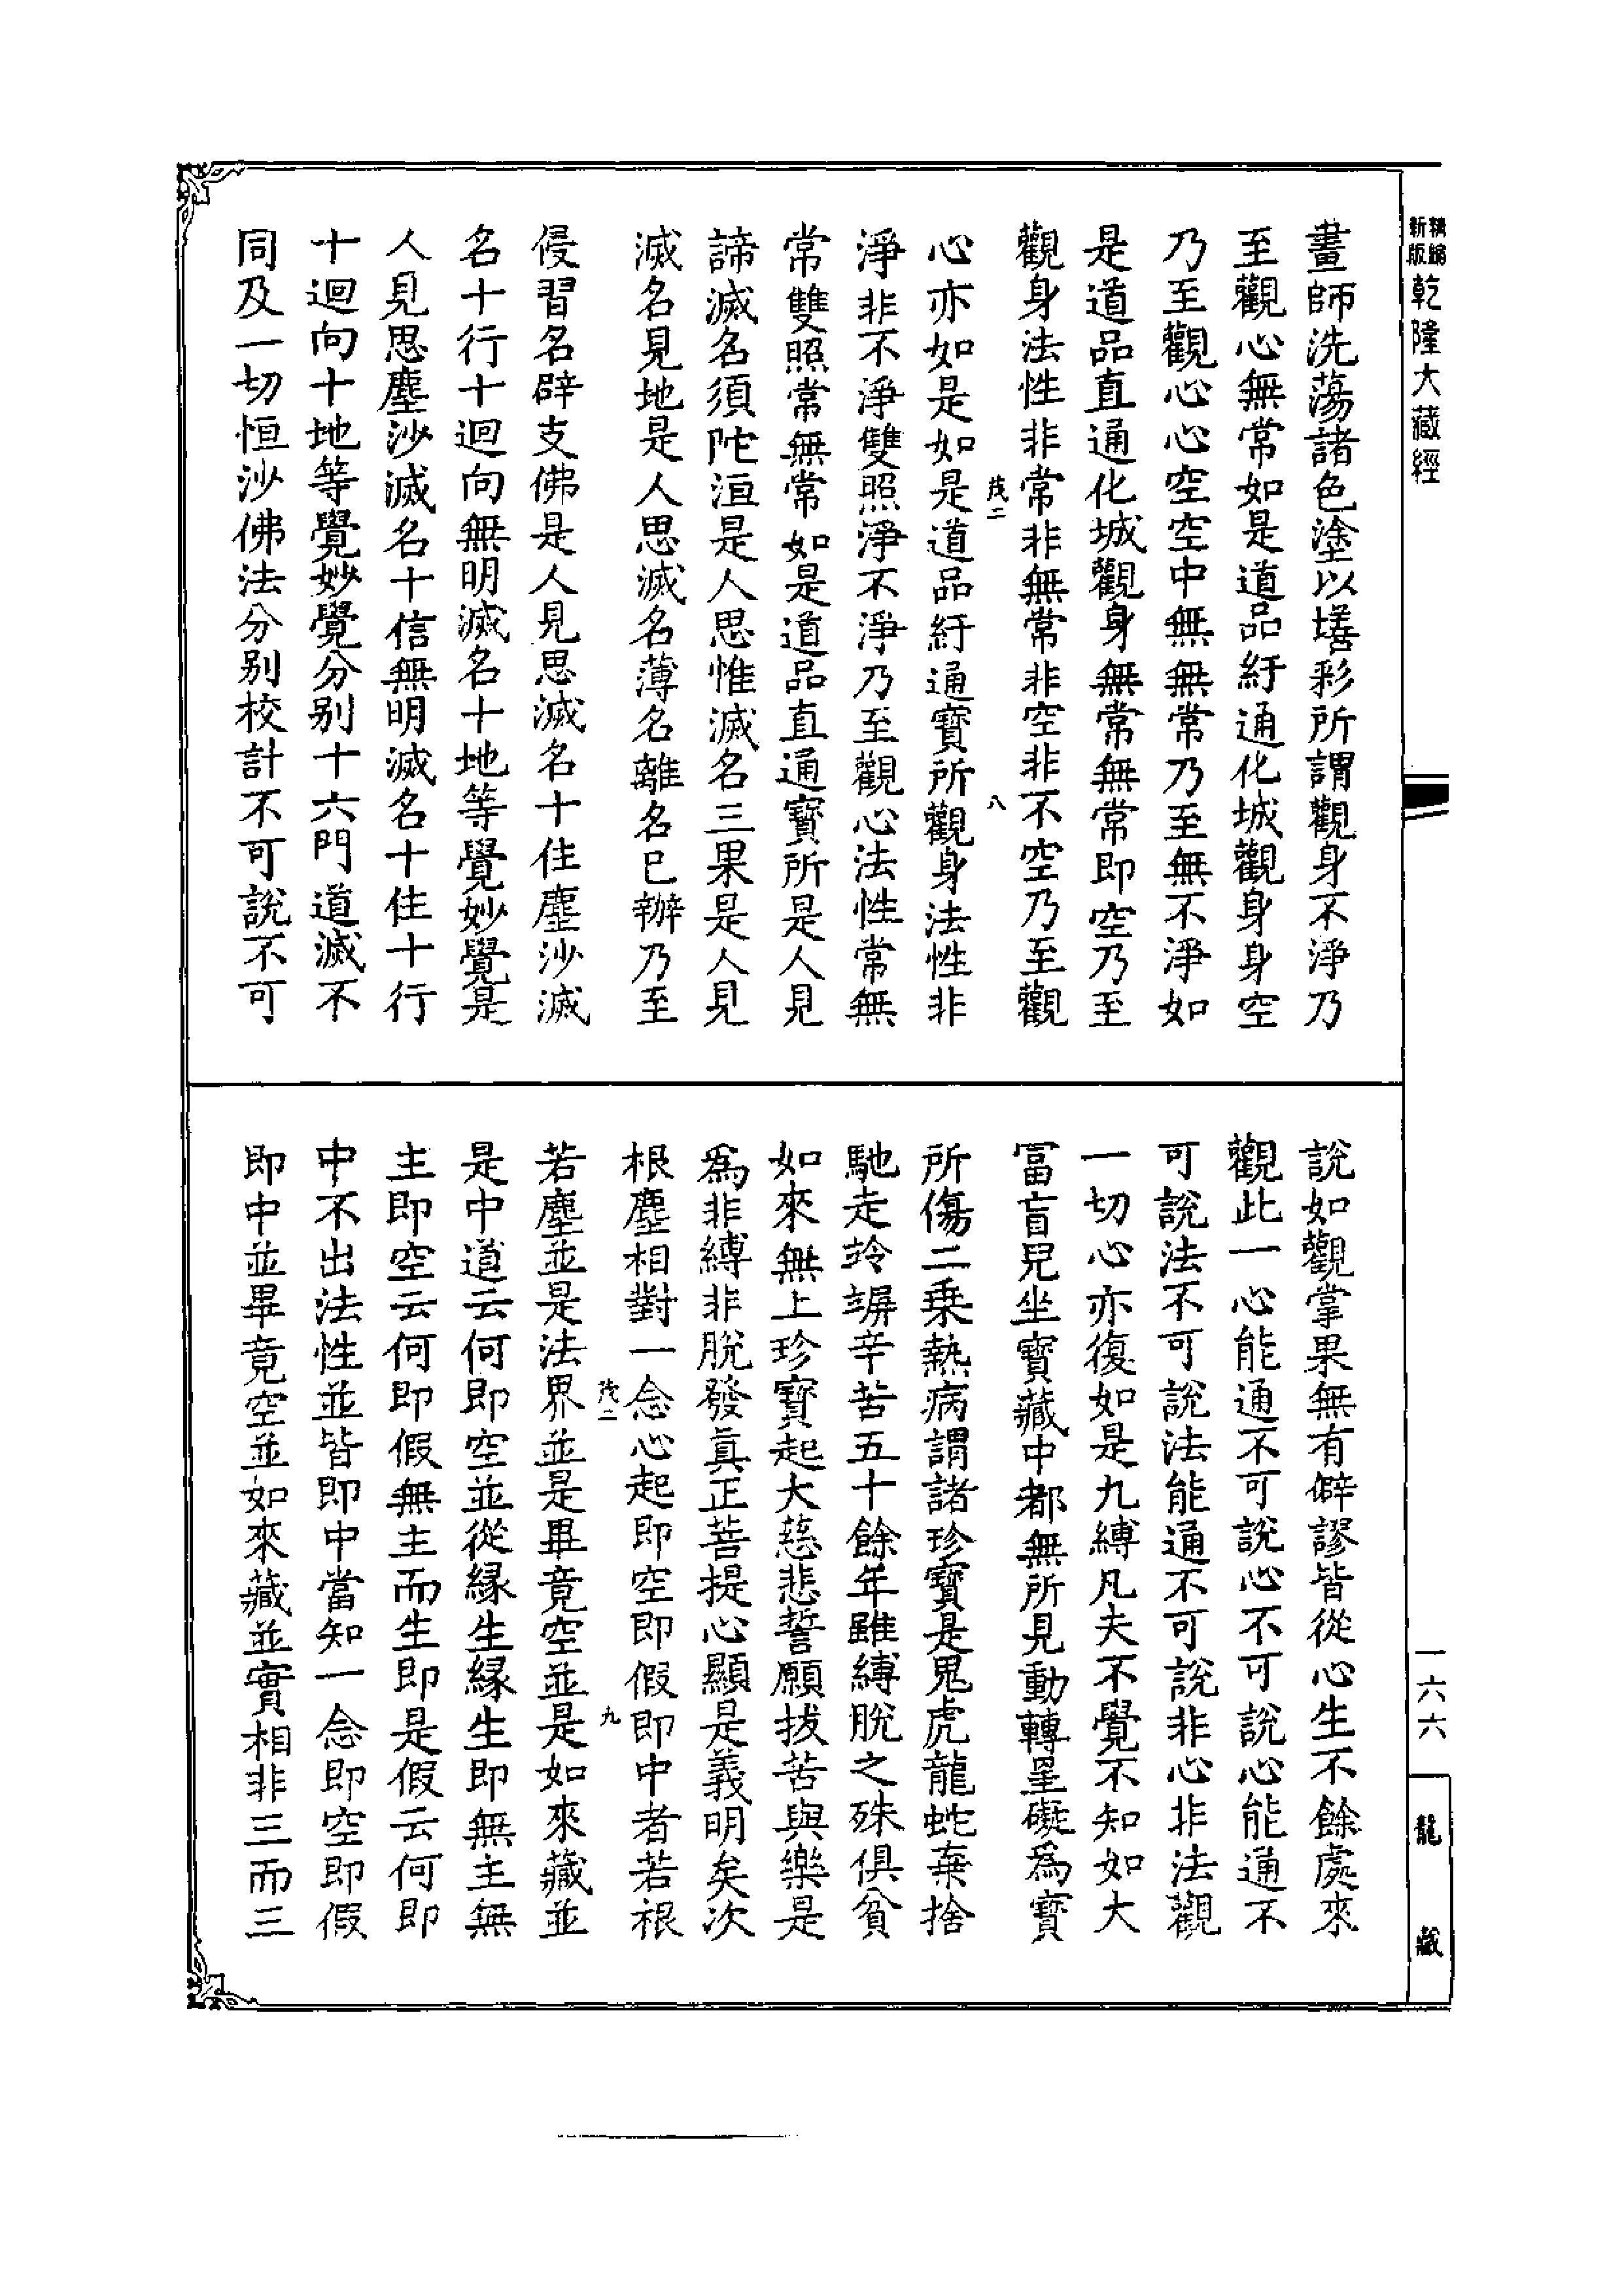 新版精編
乾隆大藏經
畫師洗蕩諸色塗以墡彩所謂觀身不淨乃
至觀心無常如是道品紆通化城觀身身空
乃至觀心心空空中無無常乃至無不淨如
是道品直通化城觀身無常無常即空乃至
觀身法性非常非無常非空非不空乃至觀
茂二
八
心亦如是如是道品紆通寶所觀身法性非
淨非不淨雙照淨不淨乃至觀心法性常無
常雙照常無常如是道品直通寶所是人見
諦滅名須陀洹是人思惟滅名三果是人見
滅名見地是人思滅名薄名離名已辦乃至
侵習名辟支佛是人見思滅名十住塵沙滅
名十行十迴向無明滅名十地等覺妙覺是
人見思塵沙滅名十信無明滅名十住十行
十迴向十地等覺妙覺分别十六門道滅不
同及一切恒沙佛法分别校計不可說不可
說如觀掌果無有僻謬皆從心生不餘處來
觀此一心能通不可說心不可說心能通不
可說法不可說法能通不可說非心非法觀
一切心亦復如是九縛凡夫不覺不知如大
富盲兒坐寶藏中都無所見動轉罣礙爲寶
所傷二乗熱病謂諸珍寶是鬼虎龍蛇棄捨
馳走竛竮辛苦五十餘年雖縛脫之殊俱貧
如來無上珍寶起大慈悲誓願拔苦與樂是
爲非縛非脫發真正菩提心顯是義明矣次
根塵相對一念心起即空即假即中者若根
茂二
九
若塵並是法界並是畢竟空並是如來藏並
是中道云何即空並從緣生緣生即無主無
主即空云何即假無主而生即是假云何即
中不出法性並皆即中當知一念即空即假
即中並畢竟空並如來藏並實相非三而三
一六六
龍藏